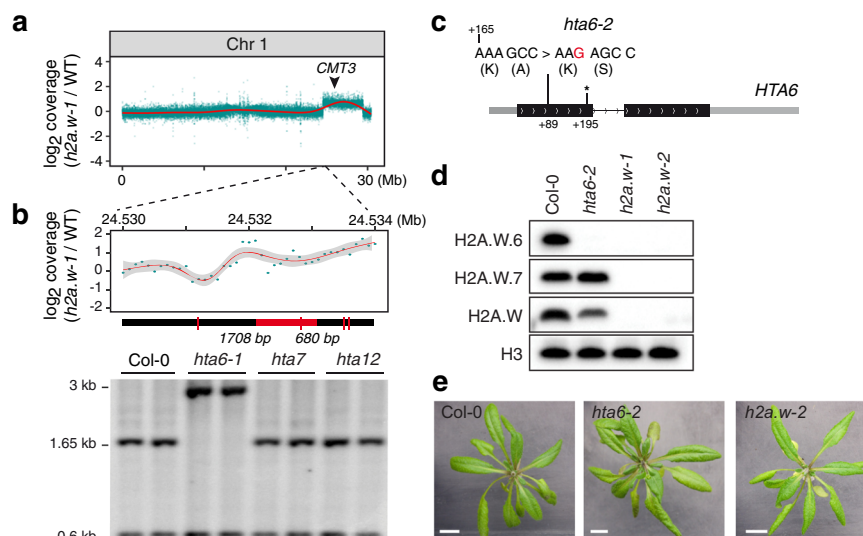 a
Chr 1
CMT3
log2 coverage
(h2a.w-1 / WT)
4
2
0
-2
-4
0
30 (Mb)
b
24.530
24.532
24.534 (Mb)
log2 coverage
(h2a.w-1 / WT)
2
1
0
-1
-2
1708 bp
680 bp
Col-0
hta6-1
hta7
hta12
3 kb
1.65 kb
0.6 kb
c
hta6-2
+165
AAA GCC > AAG AGC C
(K) (A) (K) (S)
*
HTA6
+89
+195
d
Col-0
hta6-2
h2a.w-1
h2a.w-2
H2A.W.6
H2A.W.7
H2A.W
H3
e
Col-0
hta6-2
h2a.w-2